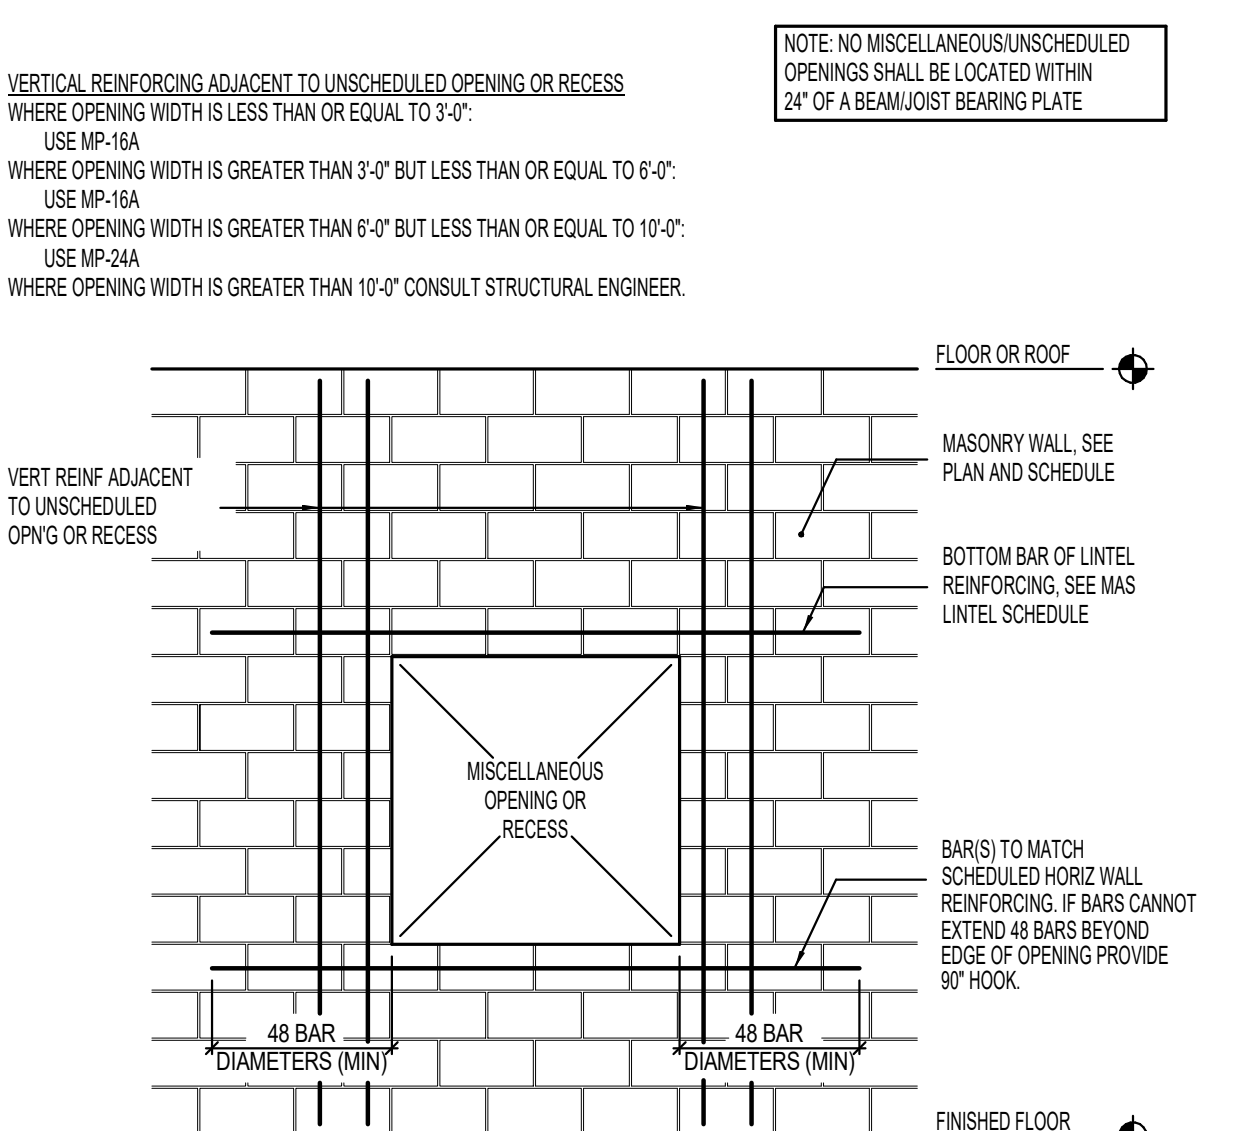 NOTE: NO MISCELLANEOUS/UNSCHEDULED
OPENINGS SHALL BE LOCATED WITHIN
24" OF A BEAM/JOIST BEARING PLATE
VERTICAL REINFORCING ADJACENT TO UNSCHEDULED OPENING OR RECESS
WHERE OPENING WIDTH IS LESS THAN OR EQUAL TO 3'-0":
USE MP-16A
WHERE OPENING WIDTH IS GREATER THAN 3'-0" BUT LESS THAN OR EQUAL TO 6'-0":
USE MP-16A
WHERE OPENING WIDTH IS GREATER THAN 6'-0" BUT LESS THAN OR EQUAL TO 10'-0":
USE MP-24A
WHERE OPENING WIDTH IS GREATER THAN 10'-0" CONSULT STRUCTURAL ENGINEER.
FLOOR OR ROOF
MASONRY WALL, SEE
PLAN AND SCHEDULE
VERT REINF ADJACENT
TO UNSCHEDULED
OPN'G OR RECESS
BOTTOM BAR OF LINTEL
REINFORCING, SEE MAS
LINTEL SCHEDULE
MISCELLANEOUS
OPENING OR
RECESS
BAR(S) TO MATCH
SCHEDULED HORIZ WALL
REINFORCING. IF BARS CANNOT
EXTEND 48 BARS BEYOND
EDGE OF OPENING PROVIDE
90" HOOK.
48 BAR
DIAMETERS (MIN)
48 BAR
DIAMETERS (MIN)
FINISHED FLOOR